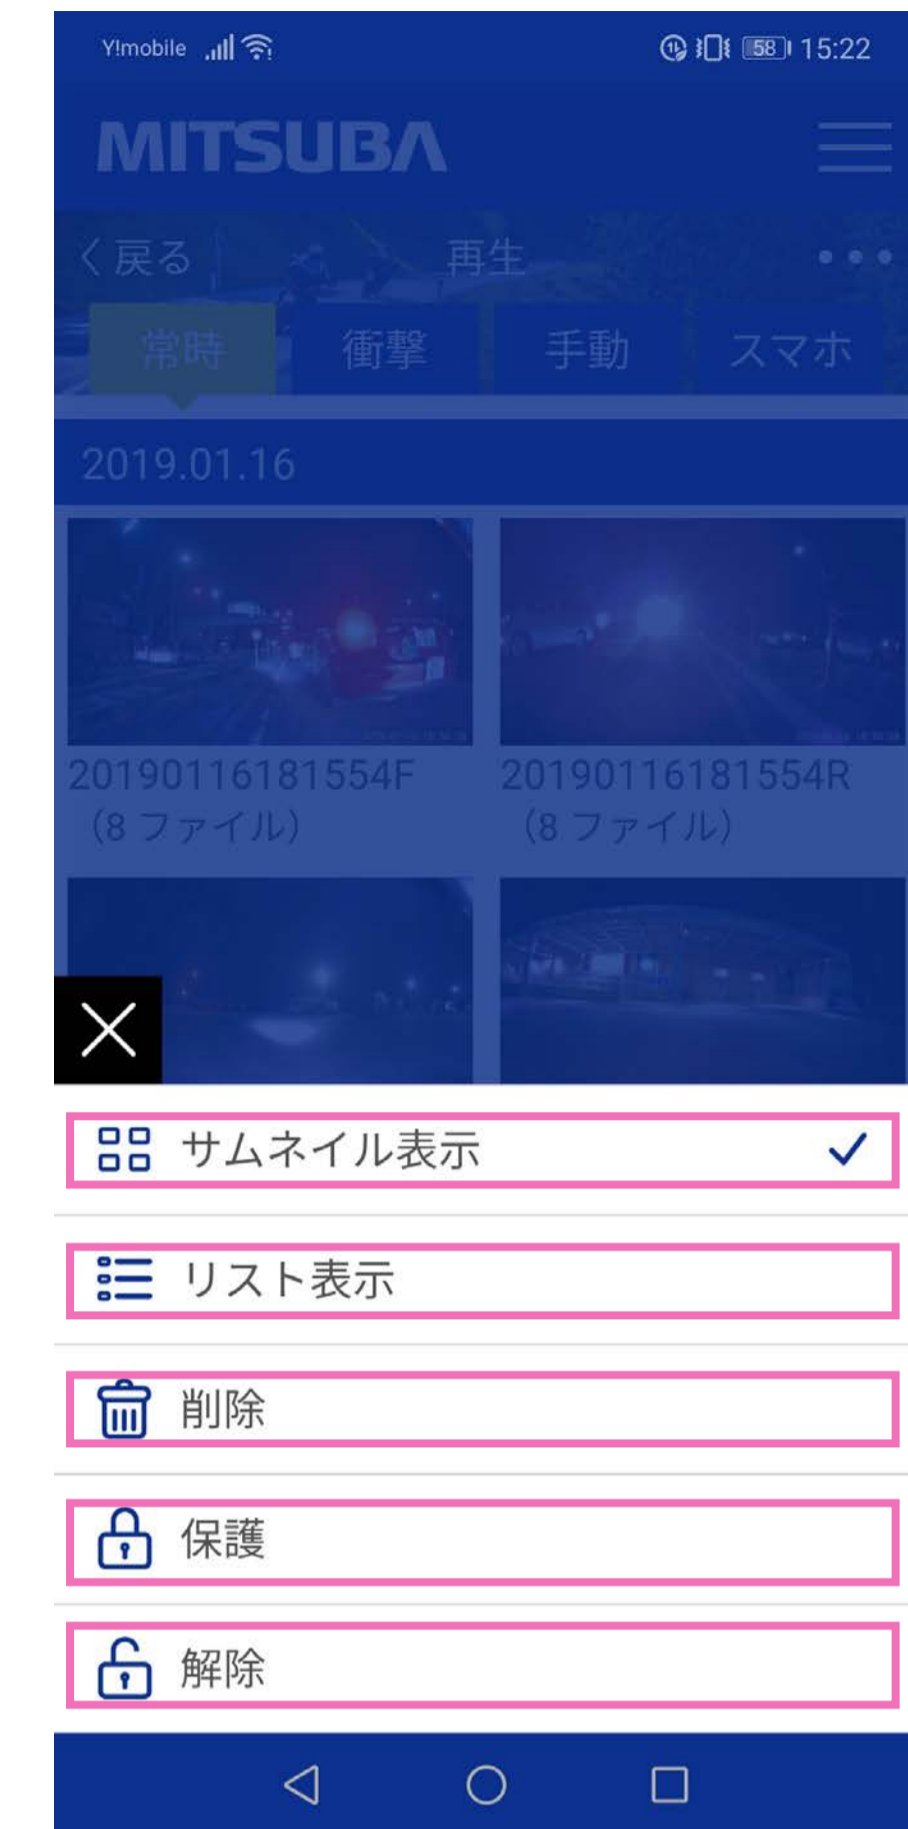 Y!mobile 58 15:22
MITSUBA
戻る 再生
常時 衝撃 手動 スマホ
2019.01.16
20190116181554F 20190116181554R
（8 ファイル） （8 ファイル）
サムネイル表示
リスト表示
削除
保護
解除